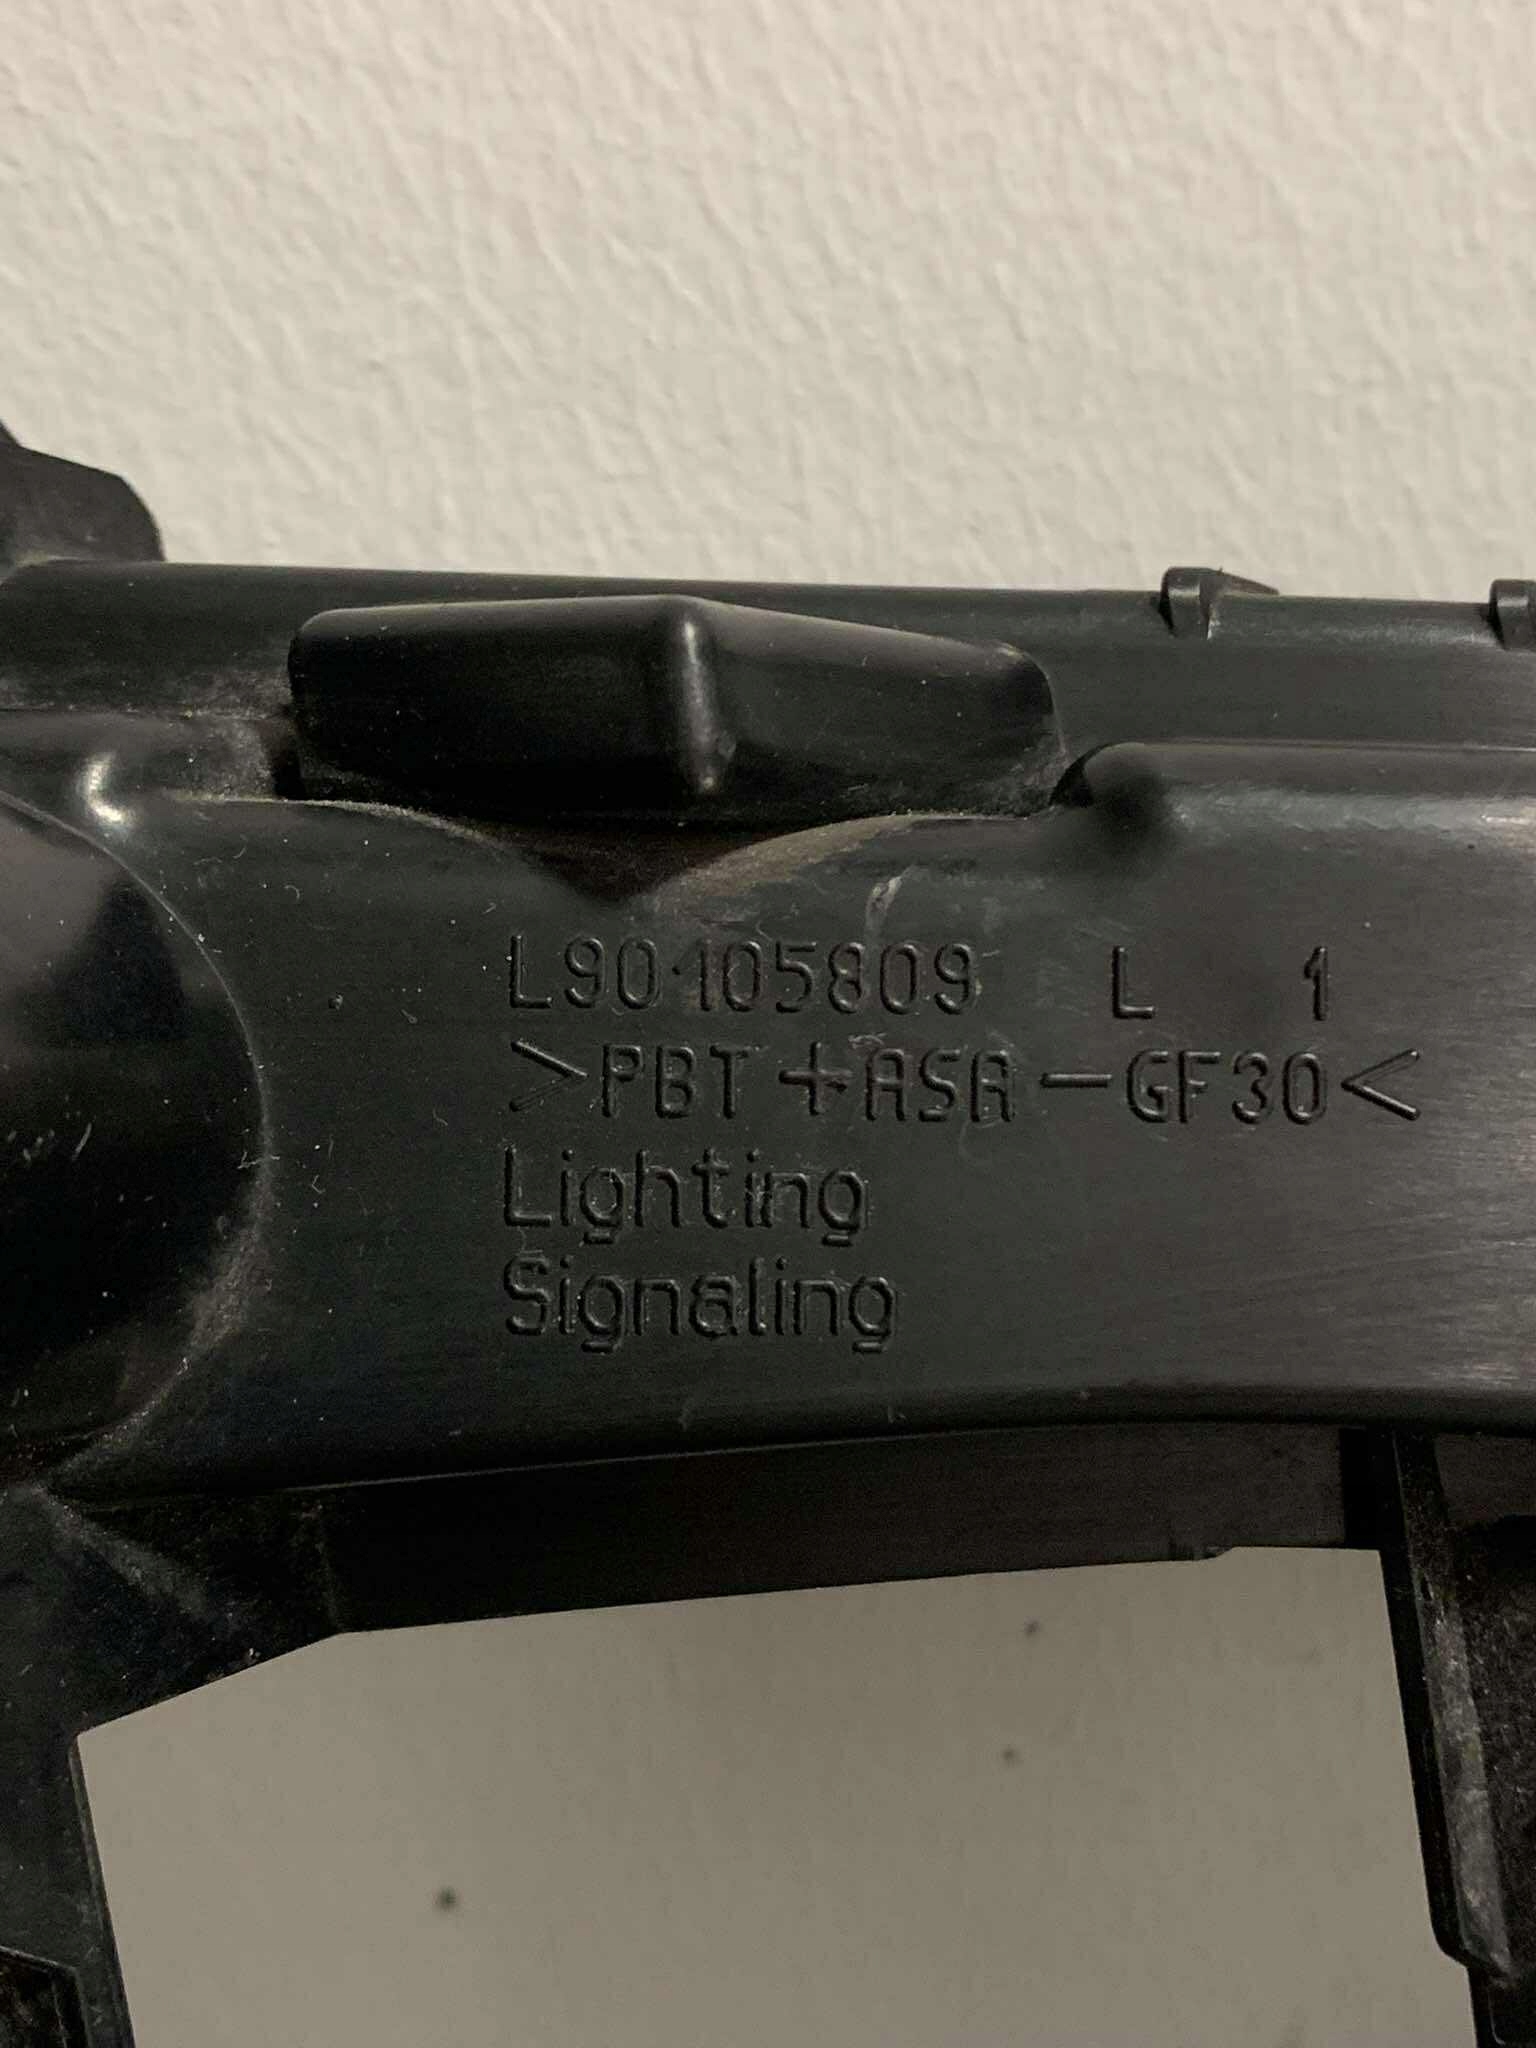 L90105809 L 1
>PBT+ASA-GF30<
Lighting
Signaling